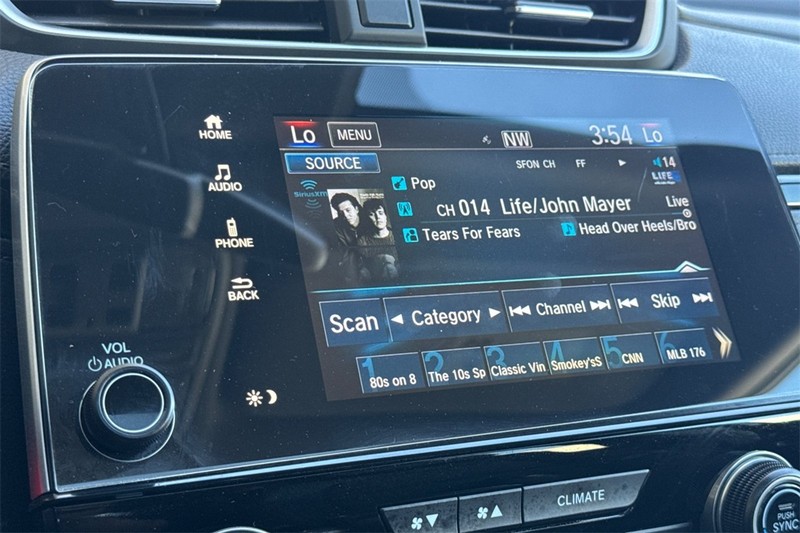 HOME
AUDIO
PHONE
BACK
VOL
AUDIO
Lo MENU NW 3:54 Lo
SOURCE SFON CH FF 14
SiriusXM Pop LIFE
CH 014 Life/John Mayer Live
Tears For Fears Head Over Heels/Bro
Scan Category Channel Skip
1 2 3 4 5 6
80s on 8 The 10s Sp Classic Vin Smokey'sS CNN MLB 176
CLIMATE
PUSH
SYNC